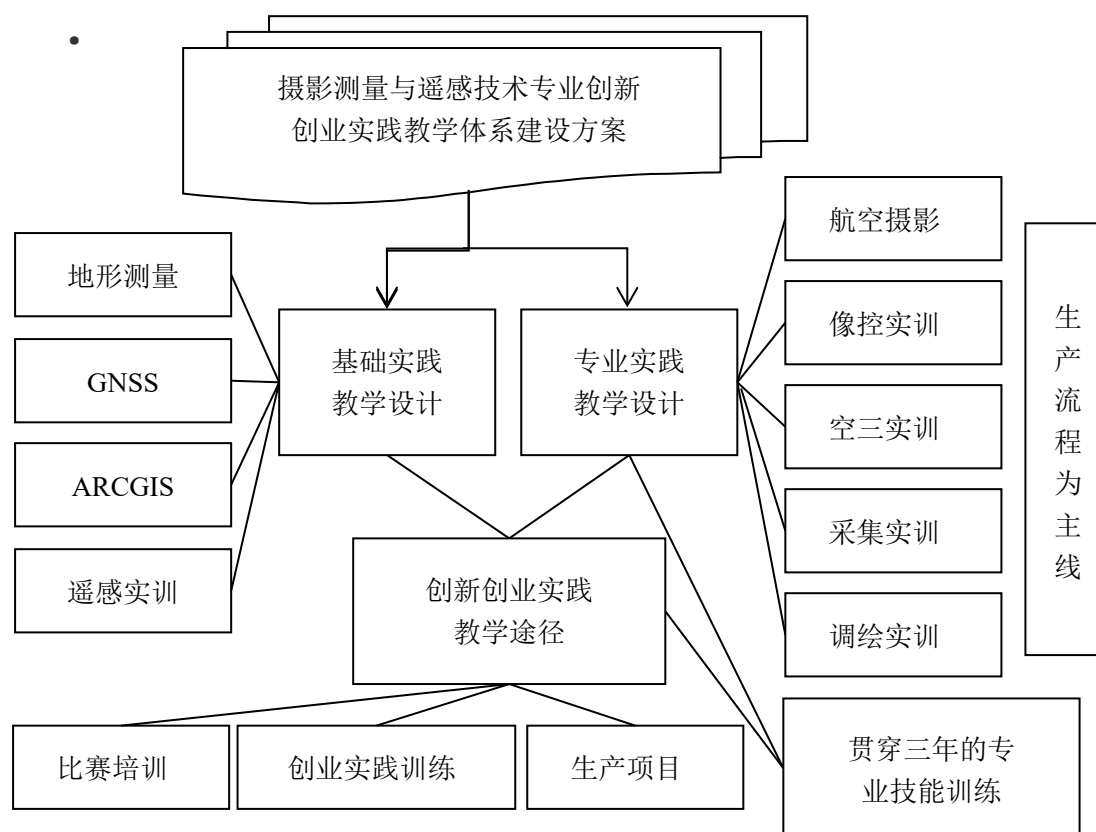 摄影测量与遥感技术专业创新
创业实践教学体系建设方案
地形测量
GNSS
ARCGIS
遥感实训
基础实践
教学设计
专业实践
教学设计
航空摄影
像控实训
空三实训
采集实训
调绘实训
生
产
流
程
为
主
线
创新创业实践
教学途径
比赛培训
创业实践训练
生产项目
贯穿三年的专
业技能训练